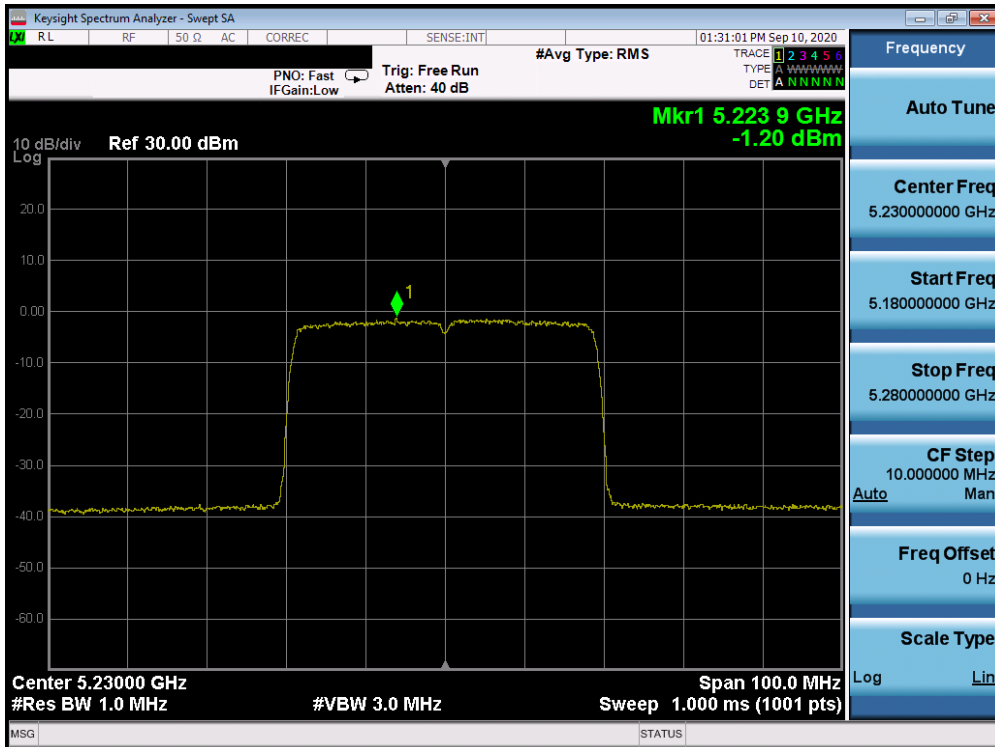 Keysight Spectrum Analyzer - Swept SA
LXI RL RF 50 Ω AC CORREC SENSE:INT 01:31:01 PM Sep 10, 2020
#Avg Type: RMS
TRACE 1 2 3 4 5 6
TYPE A WWWWW
DET A N N N N N
PNO: Fast
IFGain:Low
Trig: Free Run
Atten: 40 dB
Mkr1 5.223 9 GHz
-1.20 dBm
10 dB/div
Log
Ref 30.00 dBm
20.0
10.0
0.00
-10.0
-20.0
-30.0
-40.0
-50.0
-60.0
1
Center 5.23000 GHz
Span 100.0 MHz
#Res BW 1.0 MHz
#VBW 3.0 MHz
Sweep 1.000 ms (1001 pts)
MSG
STATUS
Frequency
Auto Tune
Center Freq
5.230000000 GHz
Start Freq
5.180000000 GHz
Stop Freq
5.280000000 GHz
CF Step
10.000000 MHz
Auto Man
Freq Offset
0 Hz
Scale Type
Log Lin